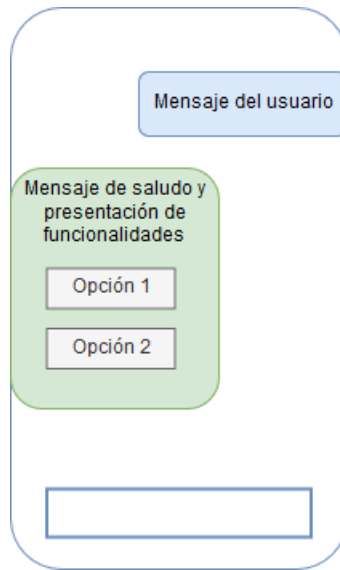 Mensaje del usuario
Mensaje de saludo y
presentación de
funcionalidades
Opción 1
Opción 2